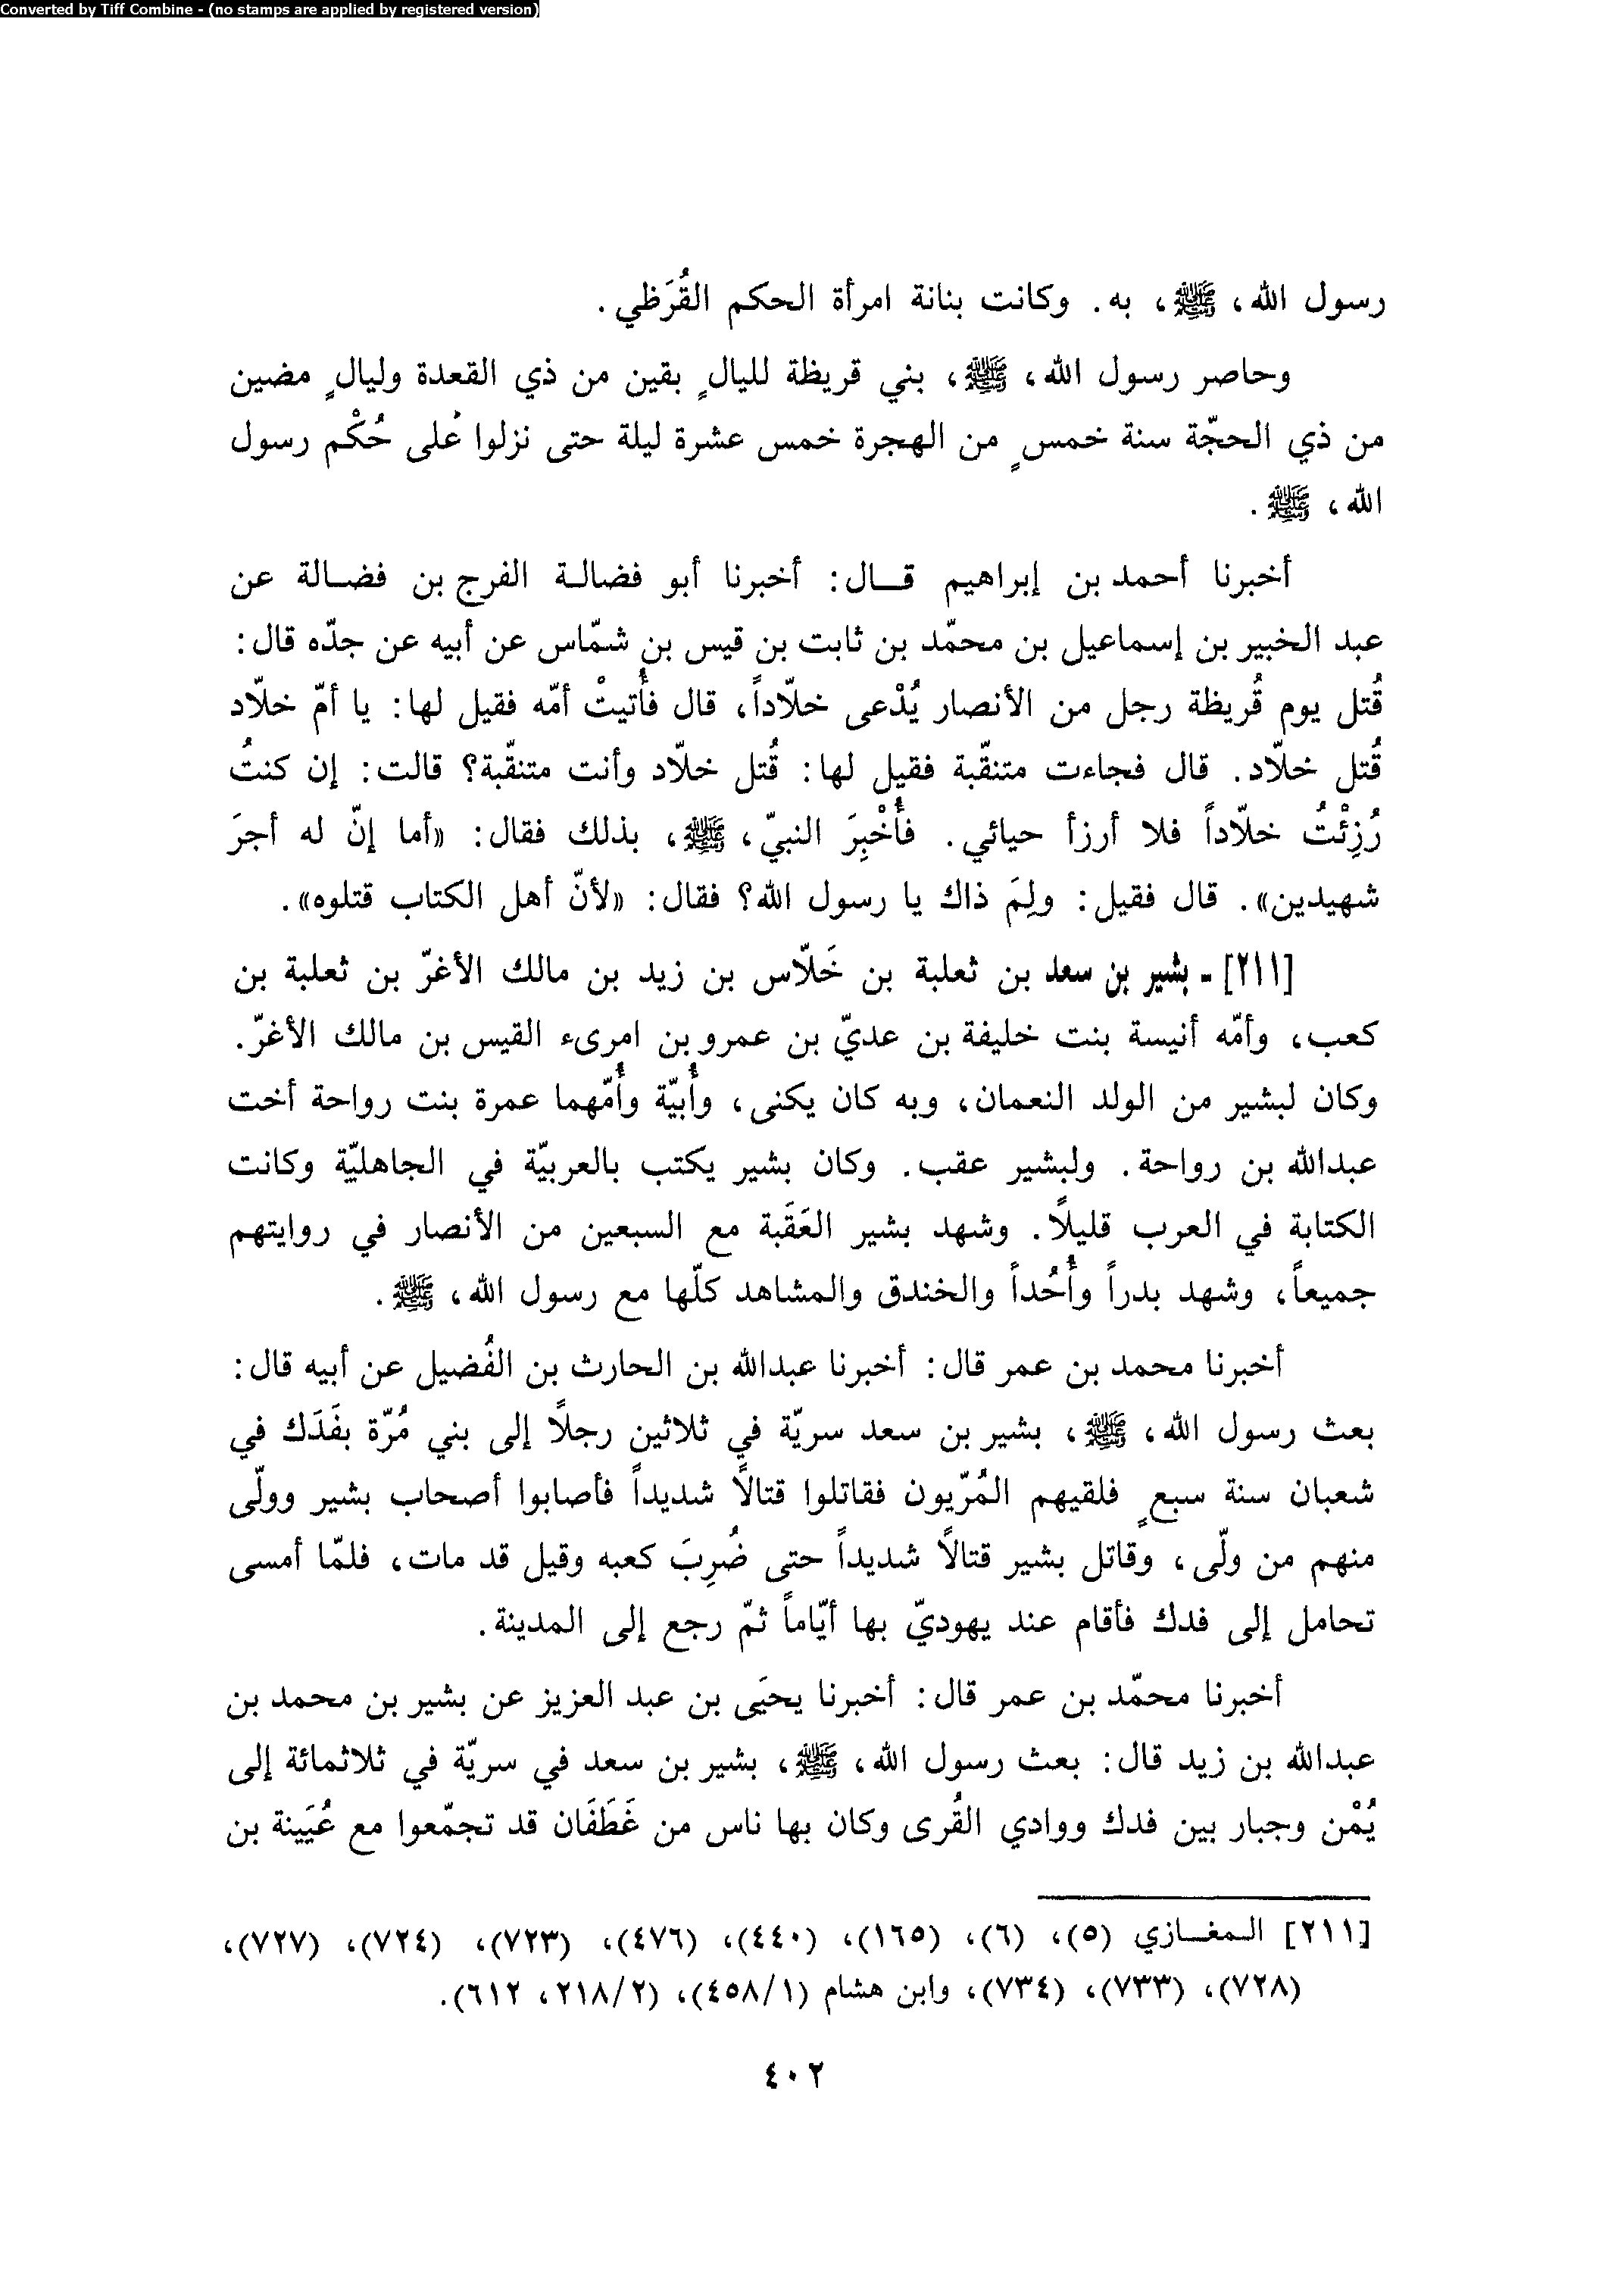 Converted by Tiff Combine - (no stamps are applied by registered version)
رسول الله، ﷺ، به. وكانت بنانة امرأة الحكم القُرَظي.
وحاصر رسول الله، ﷺ، بني قريظة لليالٍ بقين من ذي القعدة وليالٍ مضين
من ذي الحجّة سنة خمسٍ من الهجرة خمس عشرة ليلة حتى نزلوا على حُكْم رسول
الله، ﷺ.
أخبرنا أحمد بن إبراهيم قـال: أخبرنا أبو فضالـة الفرج بن فضـالة عن
عبد الخبير بن إسماعيل بن محمّد بن ثابت بن قيس بن شمّاس عن أبيه عن جدّه قال:
قُتل يوم قُريظة رجل من الأنصار يُدْعى خلّاداً، قال فأُتيتْ أمّه فقيل لها: يا أمّ خلّاد
قُتل خلّاد. قال فجاءت متنقّبة فقيل لها: قُتل خلّاد وأنت متنقّبة؟ قالت: إن كنتُ
رُزِئْتُ خلّاداً فلا أرزأ حيائي. فأُخْبِرَ النبيّ، ﷺ، بذلك فقال: «أما إنّ له أجرَ
شهيدين». قال فقيل: ولِمَ ذاك يا رسول الله؟ فقال: «لأنّ أهل الكتاب قتلوه».
[٢١١] ـ بشير بن سعد بن ثعلبة بن خَلّاس بن زيد بن مالك الأغرّ بن ثعلبة بن
كعب، وأمّه أنيسة بنت خليفة بن عديّ بن عمرو بن امرىء القيس بن مالك الأغرّ.
وكان لبشير من الولد النعمان، وبه كان يكنى، وأُبيّة وأُمّهما عمرة بنت رواحة أخت
عبدالله بن رواحة. ولبشير عقب. وكان بشير يكتب بالعربيّة في الجاهليّة وكانت
الكتابة في العرب قليلًا. وشهد بشير العَقَبة مع السبعين من الأنصار في روايتهم
جميعاً، وشهد بدراً وأُحُداً والخندق والمشاهد كلّها مع رسول الله، ﷺ.
أخبرنا محمد بن عمر قال: أخبرنا عبدالله بن الحارث بن الفُضيل عن أبيه قال:
بعث رسول الله، ﷺ، بشير بن سعد سريّة في ثلاثين رجلًا إلى بني مُرّة بفَدَك في
شعبان سنة سبعٍ فلقيهم المُرّيون فقاتلوا قتالًا شديداً فأصابوا أصحاب بشير وولّى
منهم من ولّى، وقاتل بشير قتالًا شديداً حتى ضُرِبَ كعبه وقيل قد مات، فلمّا أمسى
تحامل إلى فدك فأقام عند يهوديّ بها أيّاماً ثمّ رجع إلى المدينة.
أخبرنا محمّد بن عمر قال: أخبرنا يحيَى بن عبد العزيز عن بشير بن محمد بن
عبدالله بن زيد قال: بعث رسول الله، ﷺ، بشير بن سعد في سريّة في ثلاثمائة إلى
يُمْن وجبار بين فدك ووادي القُرى وكان بها ناس من غَطَفَان قد تجمّعوا مع عُيَينة بن
[٢١١] الـمغـازي (٥)، (٦)، (١٦٥)، (٤٤٠)، (٤٧٦)، (٧٢٣)، (٧٢٤)، (٧٢٧)،
(٧٢٨)، (٧٣٣)، (٧٣٤)، وابن هشام (٤٥٨/١)، (٢١٨/٢، ٦١٢).
٤٠٢